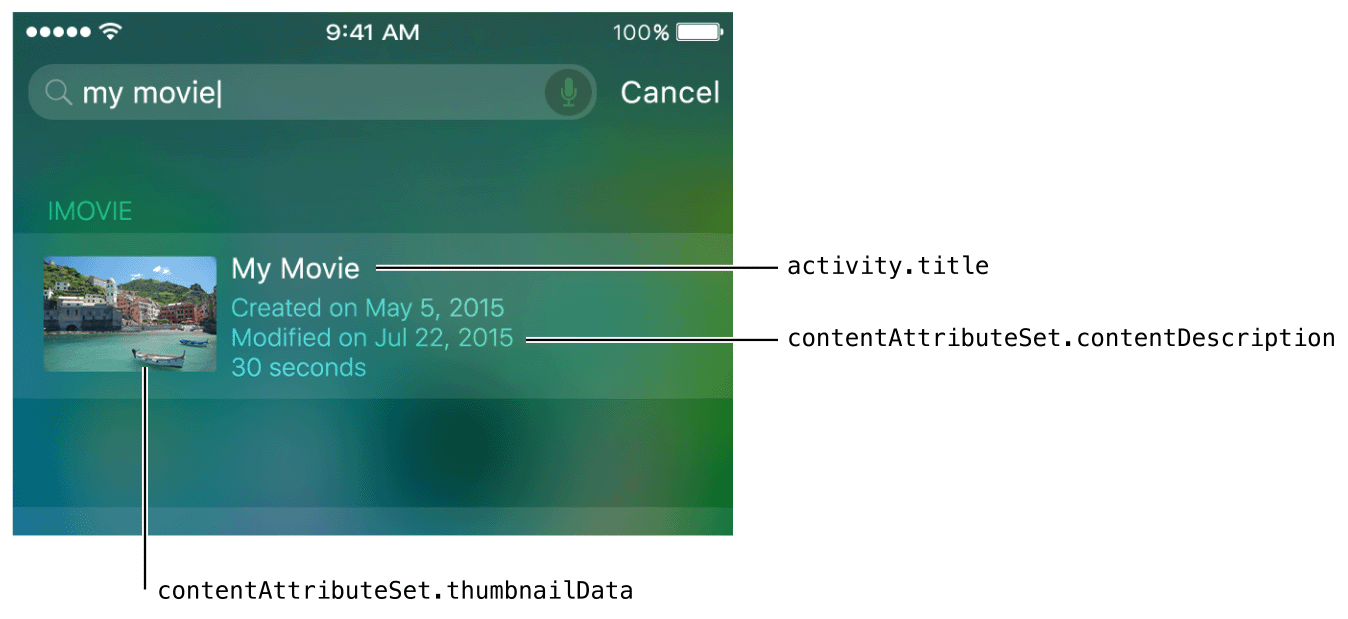 9:41 AM 100%
my movie Cancel
IMOVIE
My Movie activity.title
Created on May 5, 2015
Modified on Jul 22, 2015 contentAttributeSet.contentDescription
30 seconds
contentAttributeSet.thumbnailData